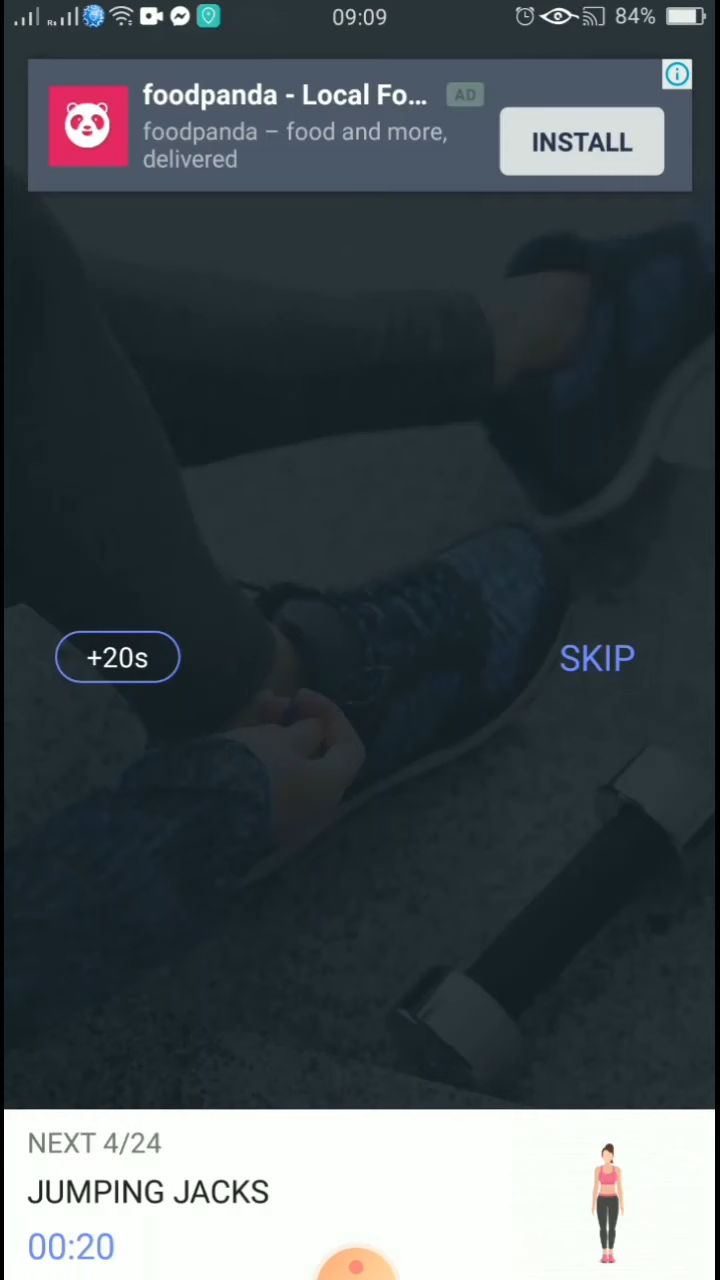 09:09
84%
foodpanda - Local Fo... AD
foodpanda – food and more,
delivered
INSTALL
+20s
SKIP
NEXT 4/24
JUMPING JACKS
00:20